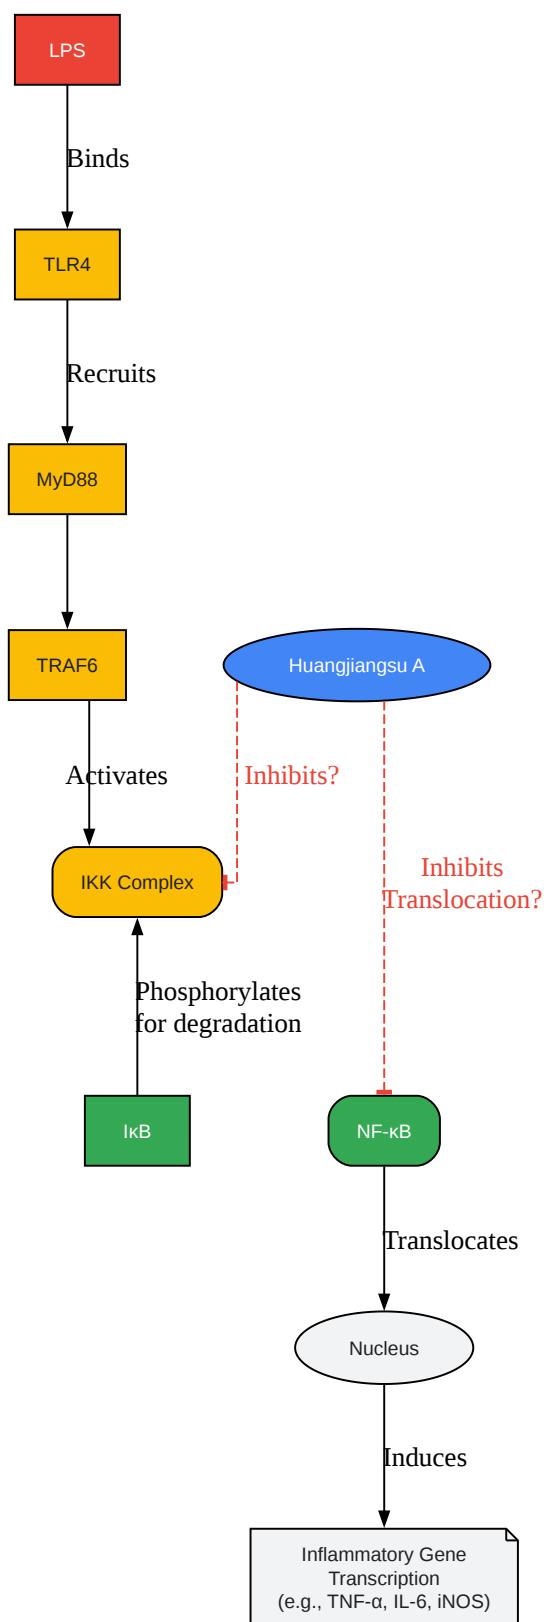 LPS
Binds
TLR4
Recruits
MyD88
TRAF6
Huangjiangsu A
Activates
Inhibits?
IKK Complex
Inhibits
Translocation?
Phosphorylates
for degradation
IκB
NF-κB
Translocates
Nucleus
Induces
Inflammatory Gene
Transcription
(e.g., TNF-α, IL-6, iNOS)